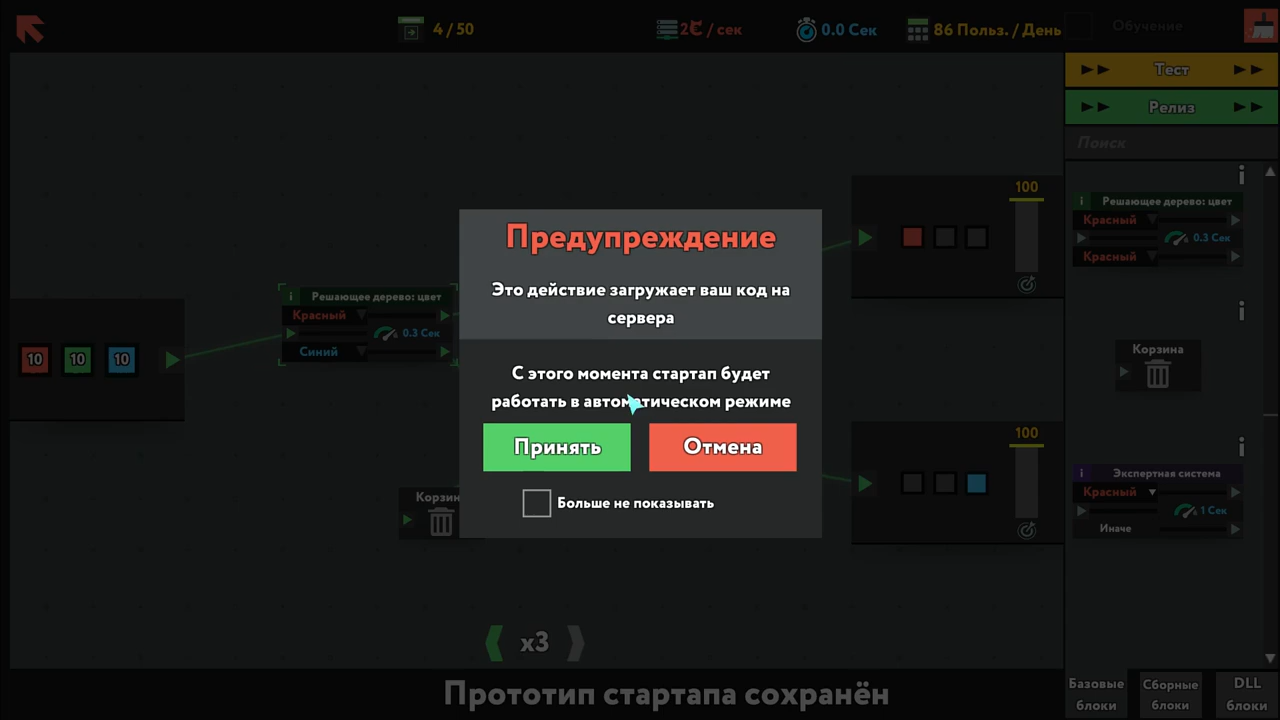 4 / 50
2₾ / сек
0.0 Сек
86 Польз. / День
Обучение
Тест
Релиз
Поиск
i
i Решающее дерево: цвет
Красный
0.3 Сек
Красный
i
Корзина
i
i Экспертная система
Красный
1 Сек
Иначе
Базовые
блоки
Сборные
блоки
DLL
блоки
10 10 10
i Решающее дерево: цвет
Красный
0.3 Сек
Синий
Корзин
100
100
Предупреждение
Это действие загружает ваш код на
сервера
С этого момента стартап будет
работать в автоматическом режиме
Принять
Отмена
Больше не показывать
x3
Прототип стартапа сохранён